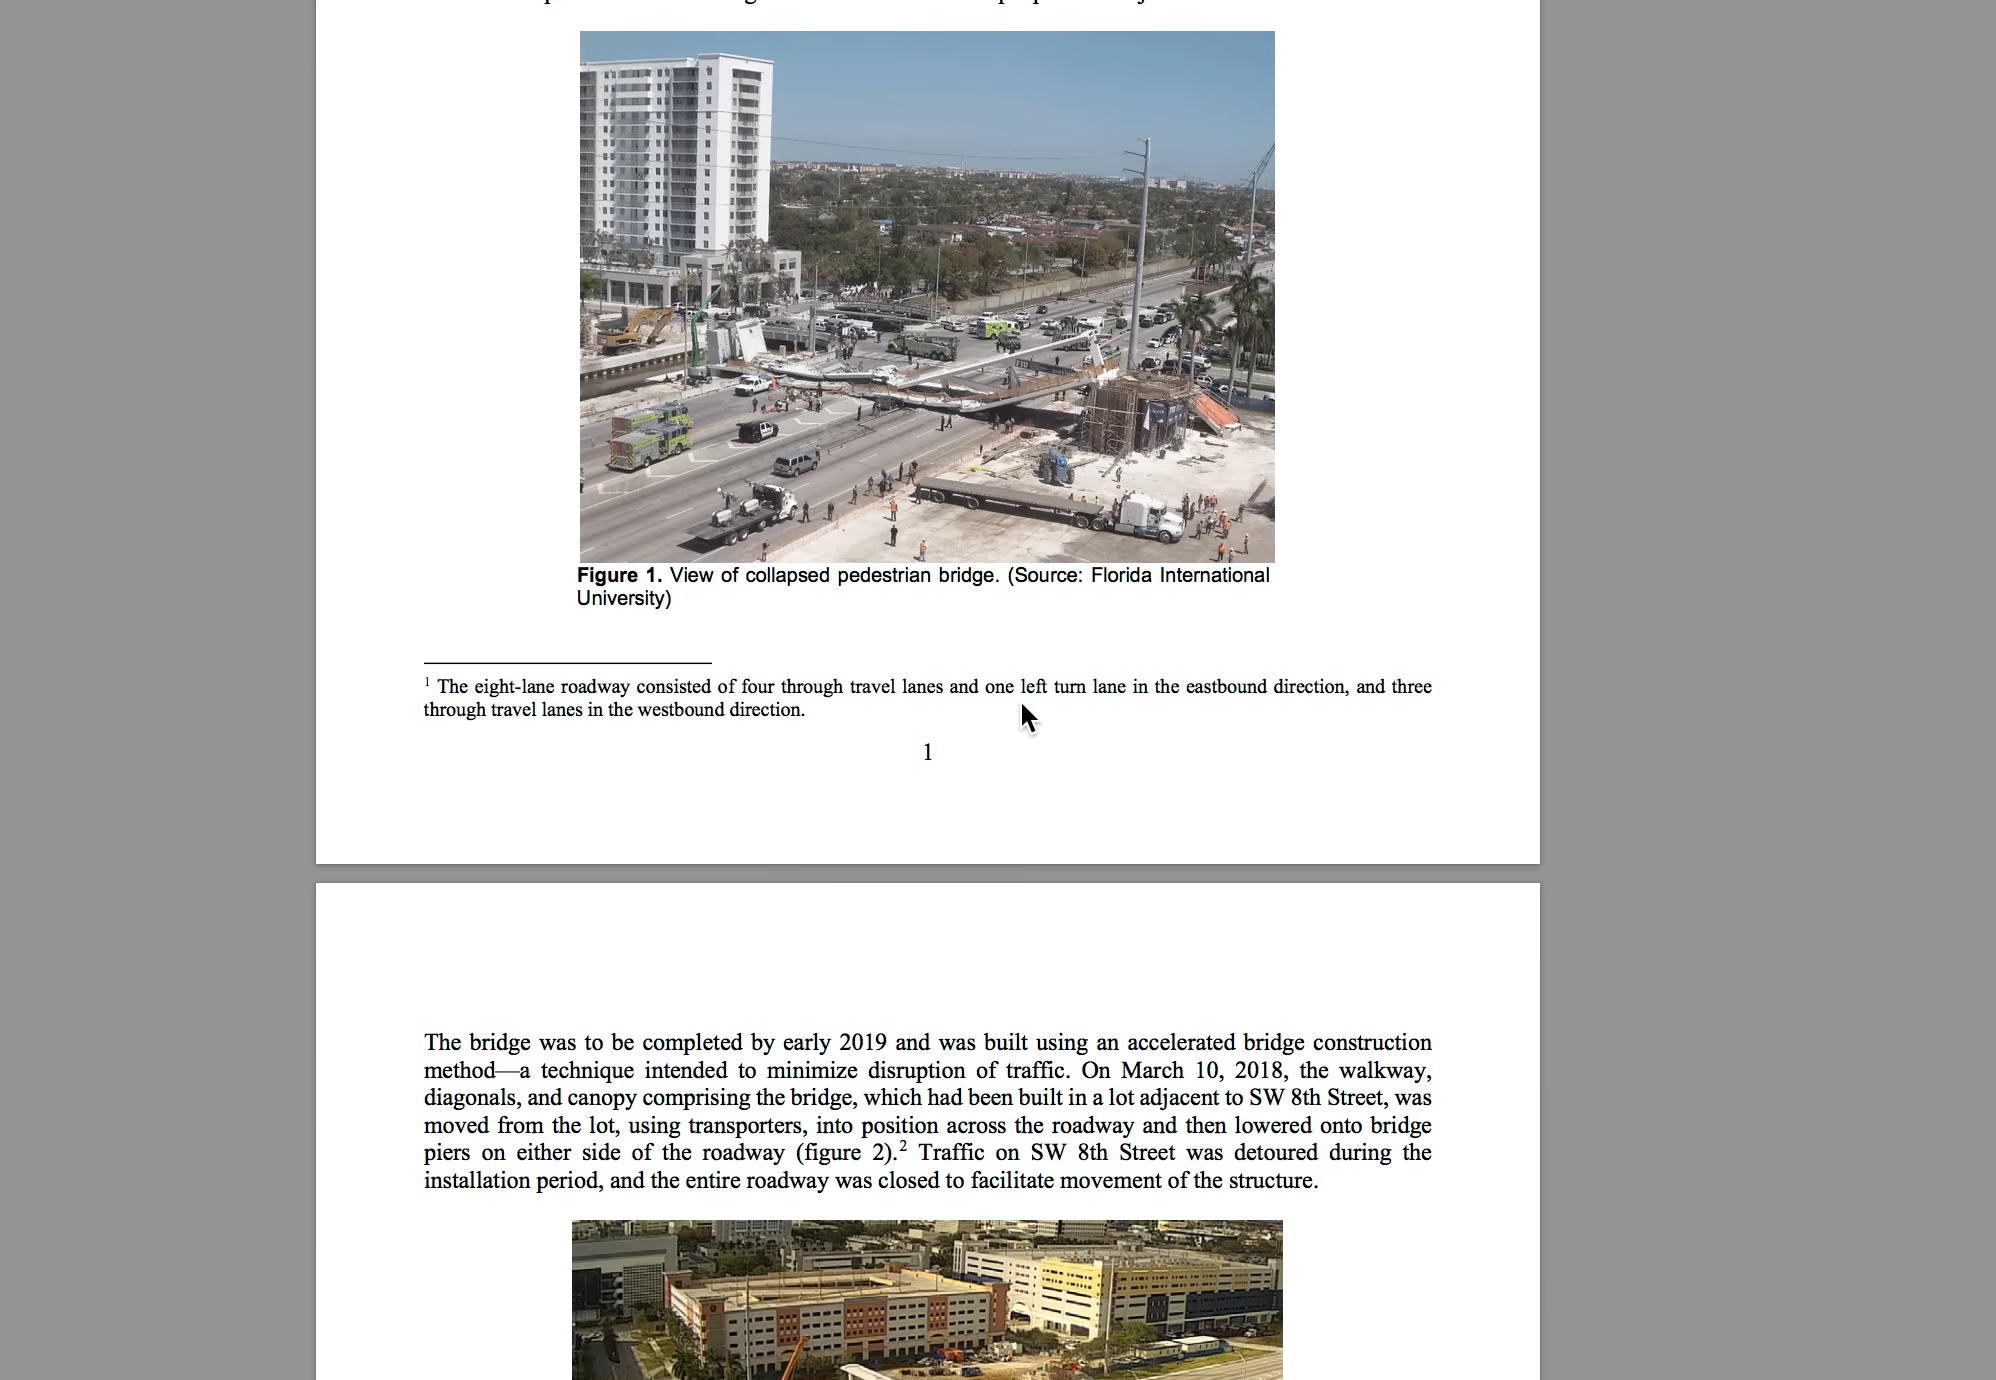 Figure 1. View of collapsed pedestrian bridge. (Source: Florida International
University)
1 The eight-lane roadway consisted of four through travel lanes and one left turn lane in the eastbound direction, and three
through travel lanes in the westbound direction.
1
The bridge was to be completed by early 2019 and was built using an accelerated bridge construction
method—a technique intended to minimize disruption of traffic. On March 10, 2018, the walkway,
diagonals, and canopy comprising the bridge, which had been built in a lot adjacent to SW 8th Street, was
moved from the lot, using transporters, into position across the roadway and then lowered onto bridge
piers on either side of the roadway (figure 2).2 Traffic on SW 8th Street was detoured during the
installation period, and the entire roadway was closed to facilitate movement of the structure.